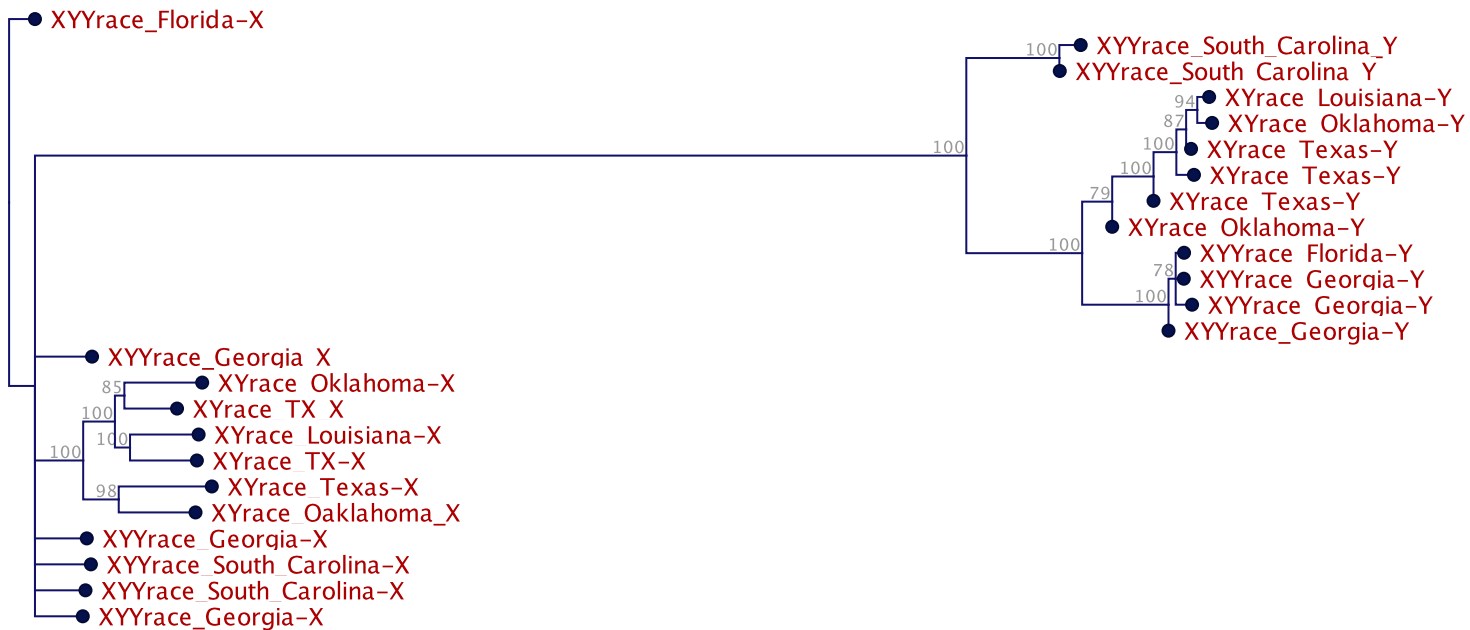 XYYrace_Florida-X
100 XYYrace_South_Carolina_Y
XYYrace_South Carolina Y
94 XYrace Louisiana-Y
87 XYrace Oklahoma-Y
100 100 XYrace Texas-Y
100 XYrace Texas-Y
79 XYrace Texas-Y
XYrace Oklahoma-Y
100 XYYrace Florida-Y
78 XYYrace Georgia-Y
100 XYYrace Georgia-Y
XYYrace_Georgia-Y
XYYrace_Georgia X
85 XYrace Oklahoma-X
100 XYrace TX X
100 XYrace Louisiana-X
100 XYrace TX-X
98 XYrace Texas-X
XYrace Oaklahoma_X
XYYrace Georgia-X
XYYrace South Carolina-X
XYYrace South Carolina-X
XYYrace_Georgia-X